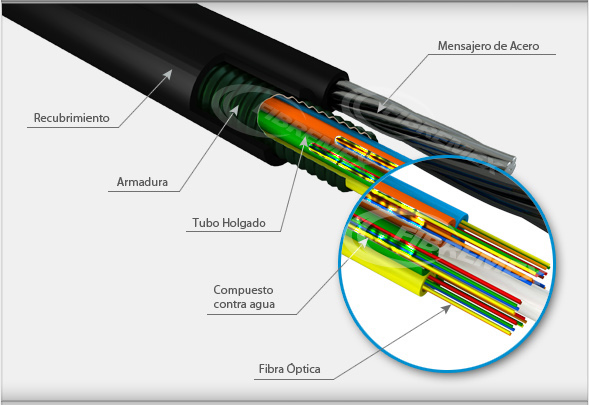 Mensajero de Acero
Recubrimiento
Armadura
Tubo Holgado
Compuesto
contra agua
Fibra Óptica